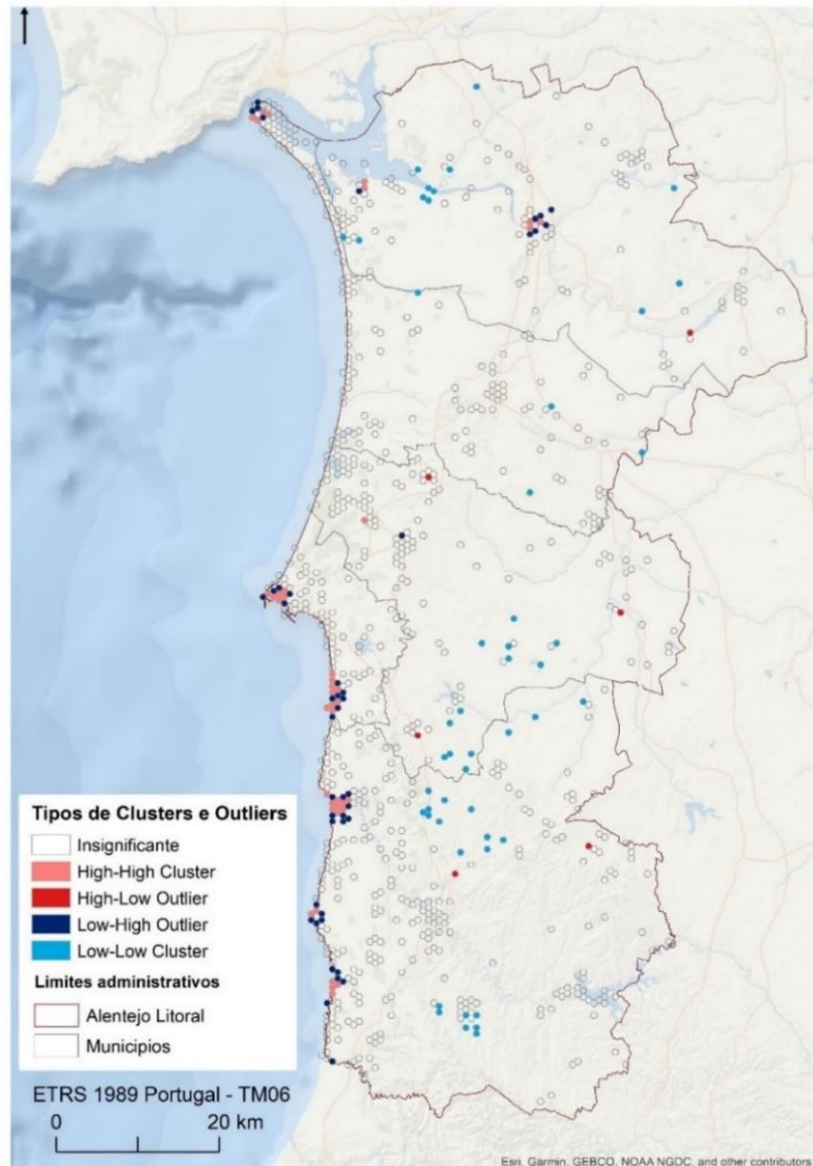 Tipos de Clusters e Outliers
Insignificante
High-High Cluster
High-Low Outlier
Low-High Outlier
Low-Low Cluster
Limites administrativos
Alentejo Litoral
Municipios
ETRS 1989 Portugal - TM06
0 20 km
Esri, Garmin, GEBCO, NOAA NGDC, and other contributors